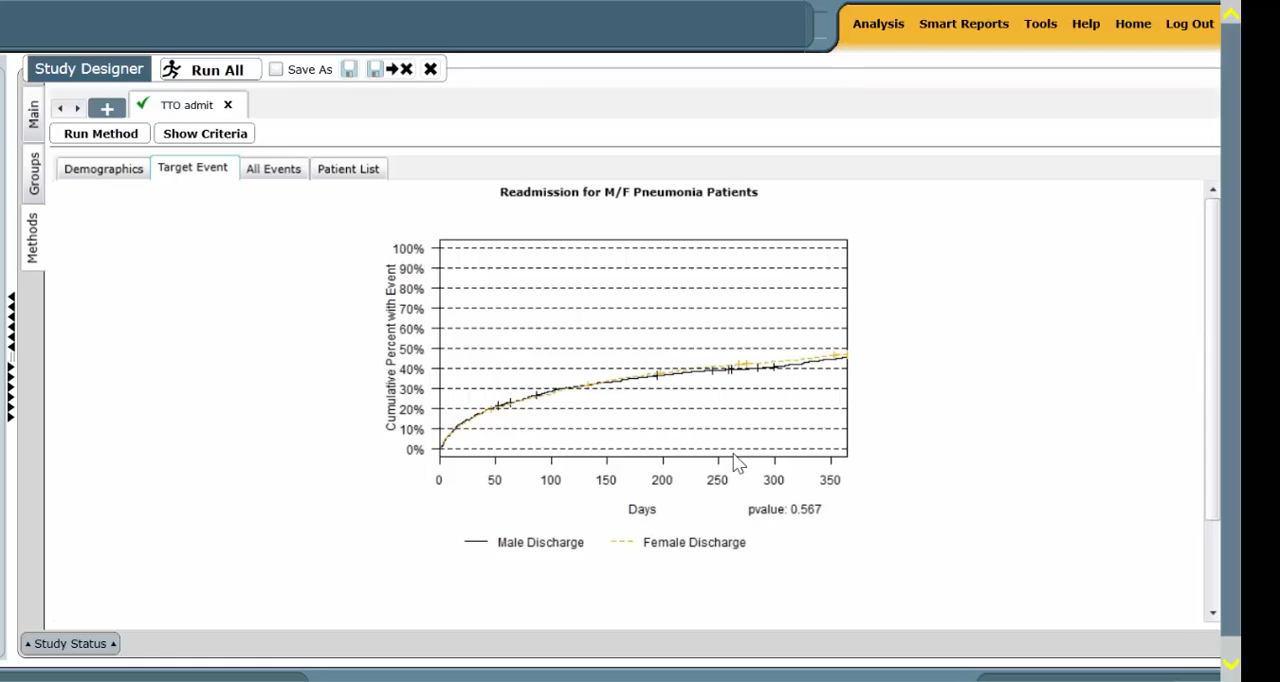 Analysis Smart Reports Tools Help Home Log Out
Study Designer Run All Save As
Main
Groups
Methods
TTO admit
Run Method Show Criteria
Demographics Target Event All Events Patient List
Readmission for M/F Pneumonia Patients
Cumulative Percent with Event
100%
90%
80%
70%
60%
50%
40%
30%
20%
10%
0%
0 50 100 150 200 250 300 350
Days pvalue: 0.567
Male Discharge Female Discharge
Study Status